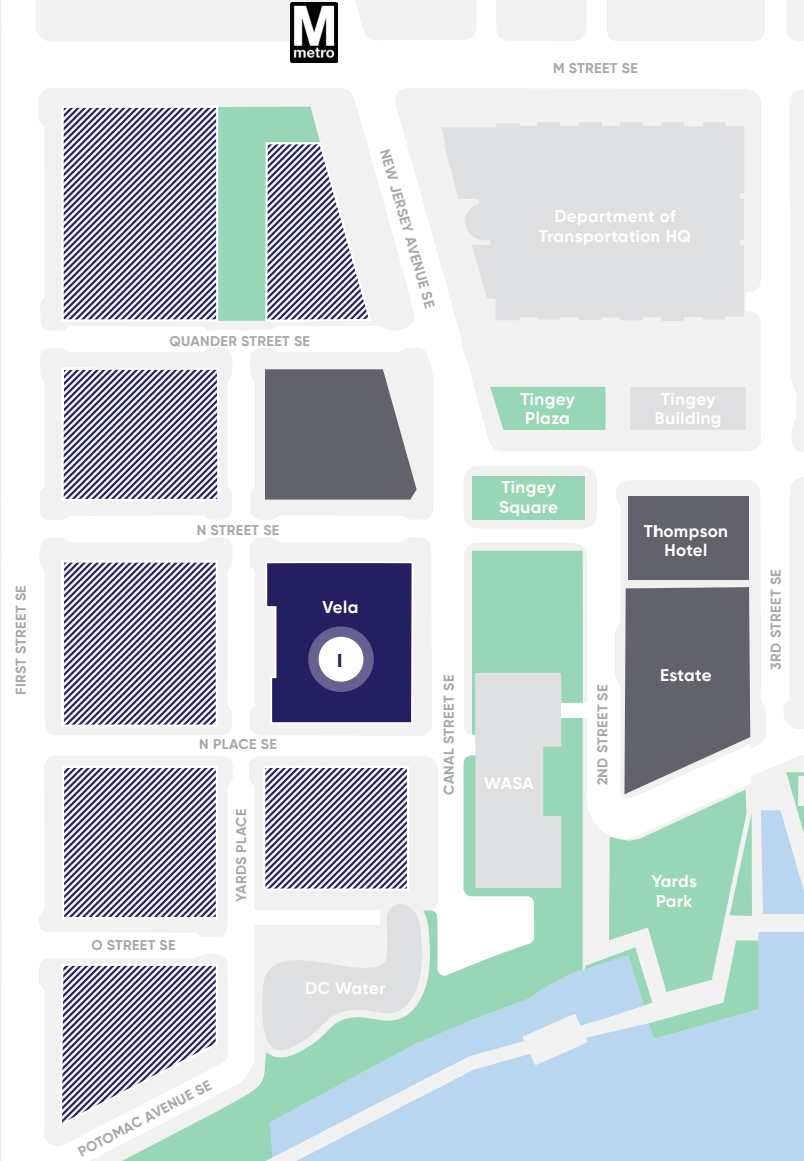 M
metro
M STREET SE
NEW JERSEY AVENUE SE
Department of
Transportation HQ
QUANDER STREET SE
Tingey
Plaza
Tingey
Building
Tingey
Square
N STREET SE
Thompson
Hotel
FIRST STREET SE
Vela
I
3RD STREET SE
Estate
CANAL STREET SE
2ND STREET SE
N PLACE SE
WASA
YARDS PLACE
Yards
Park
O STREET SE
DC Water
POTOMAC AVENUE SE